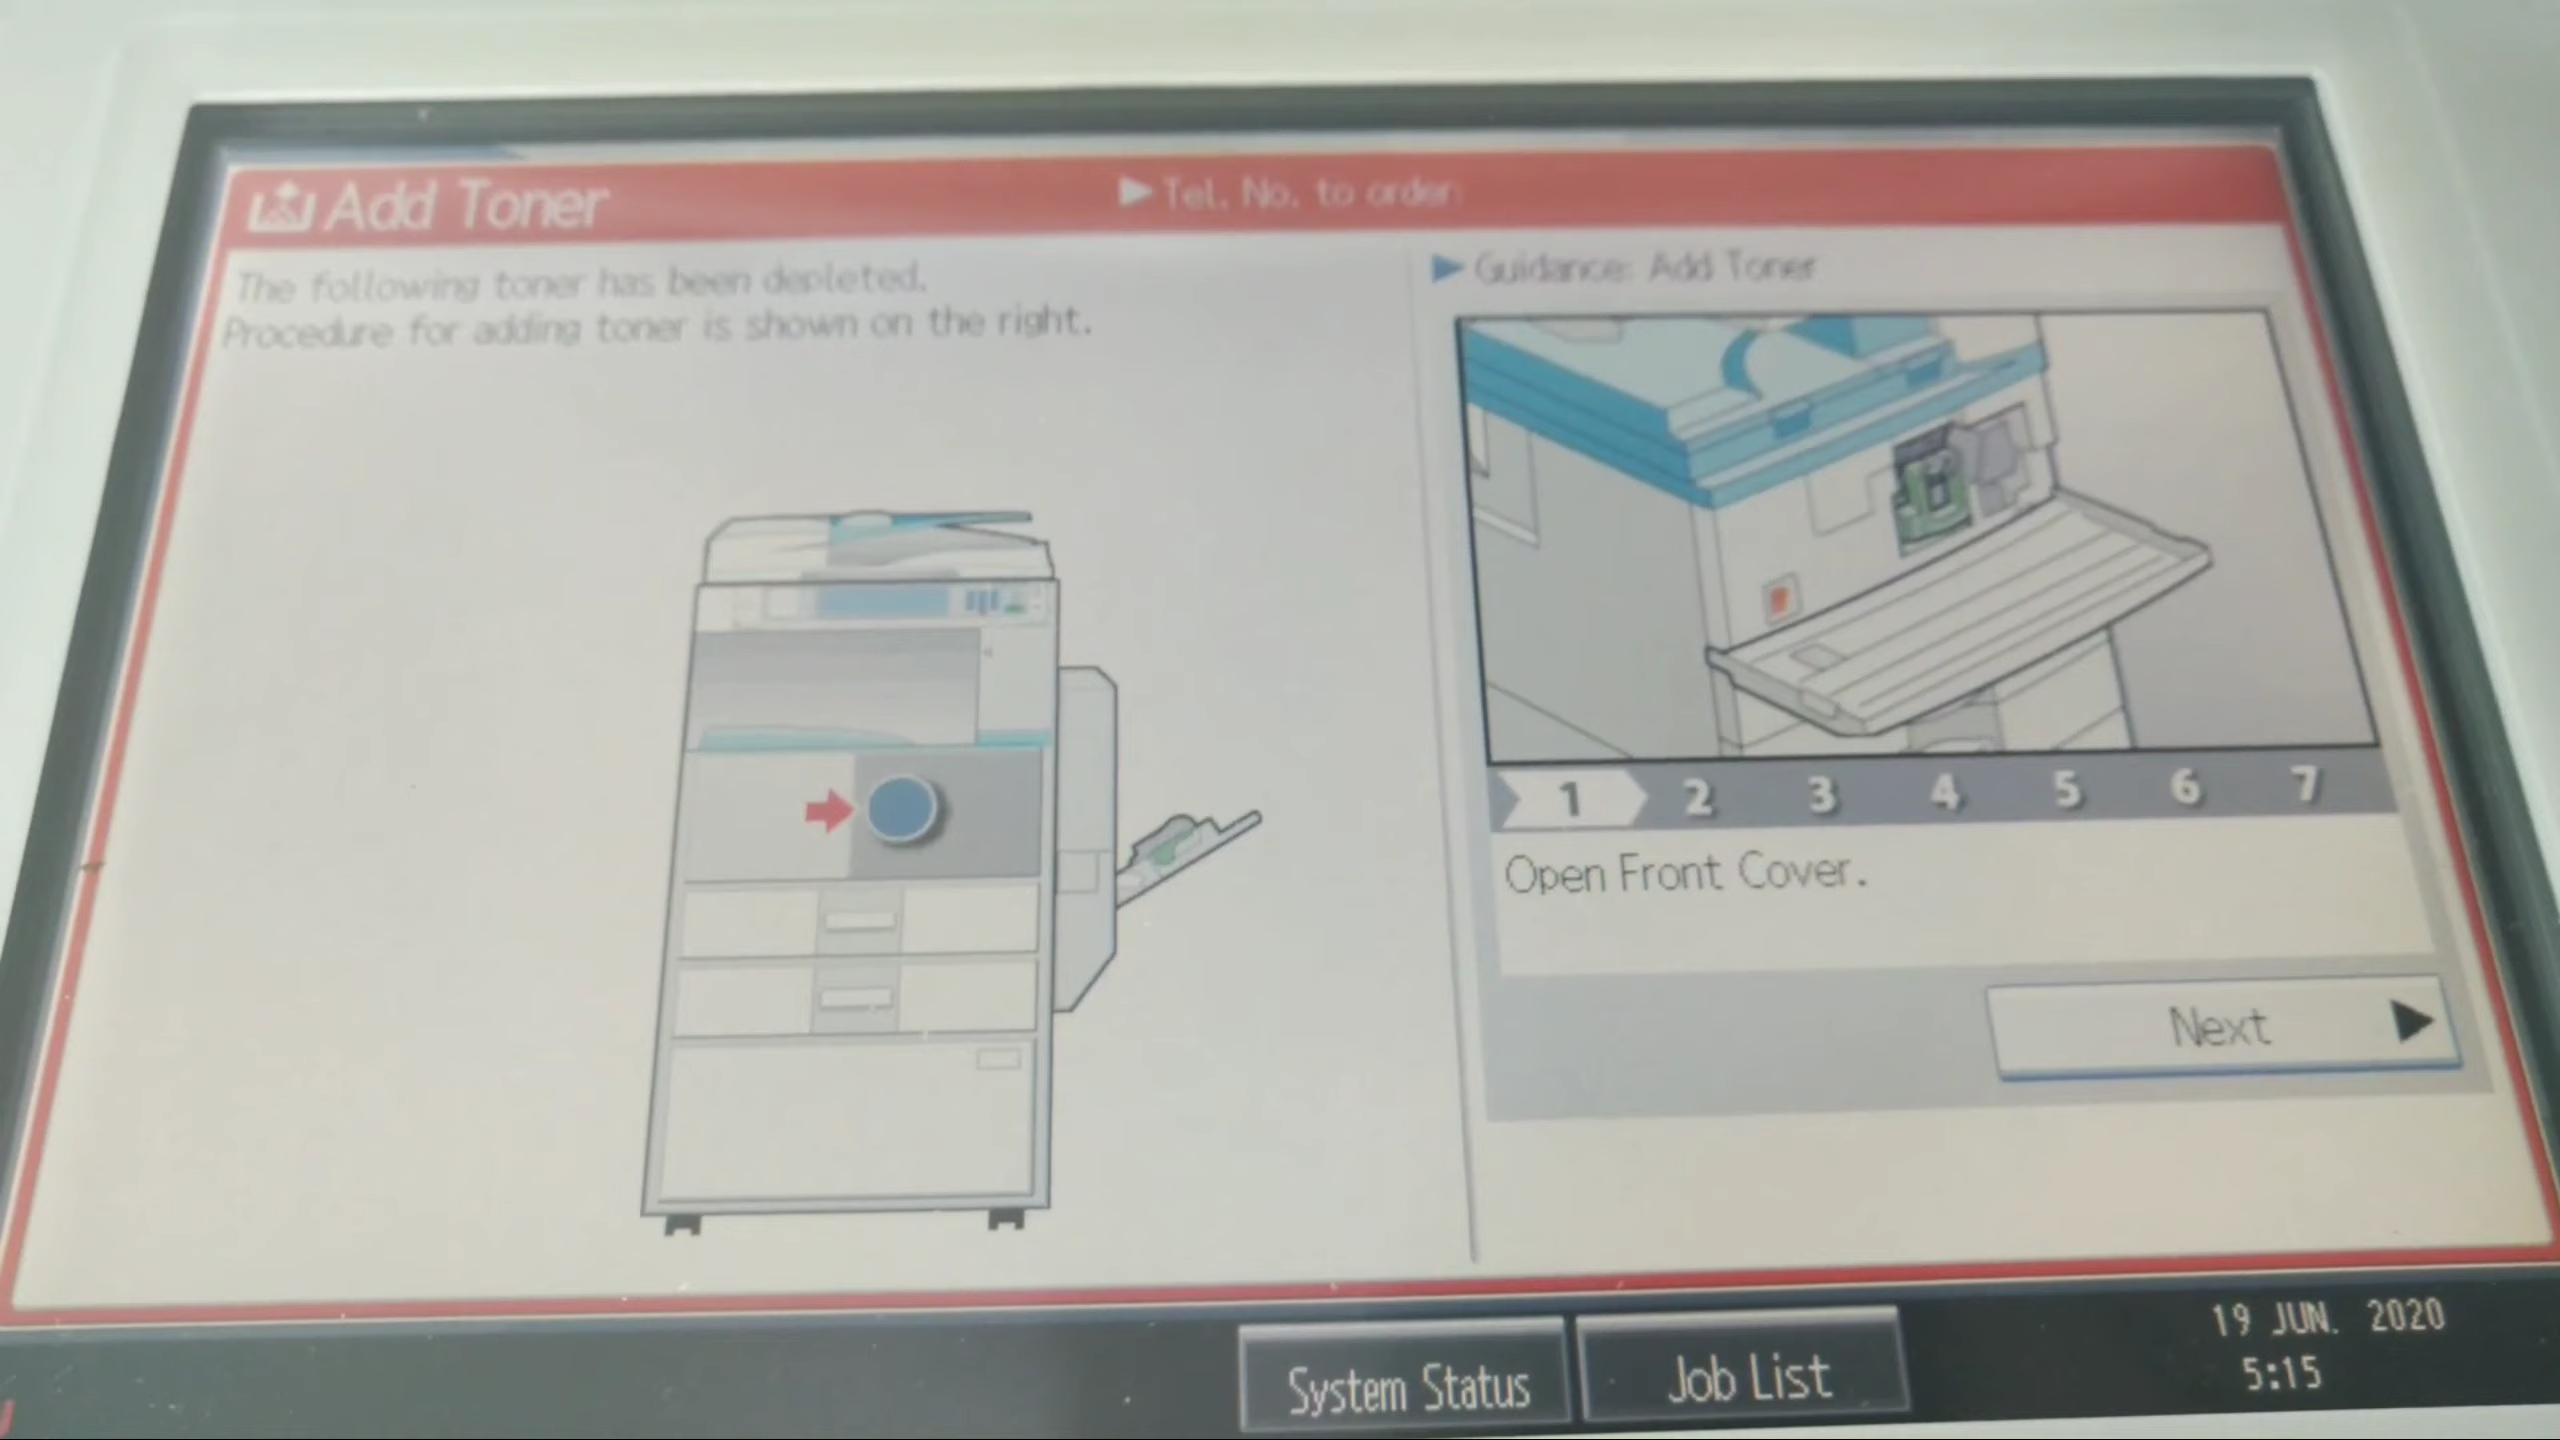 Add Toner
Tel. No. to order:
The following toner has been depleted.
Procedure for adding toner is shown on the right.
Guidance: Add Toner
1 2 3 4 5 6 7
Open Front Cover.
Next
System Status
Job List
19 JUN. 2020
5:15